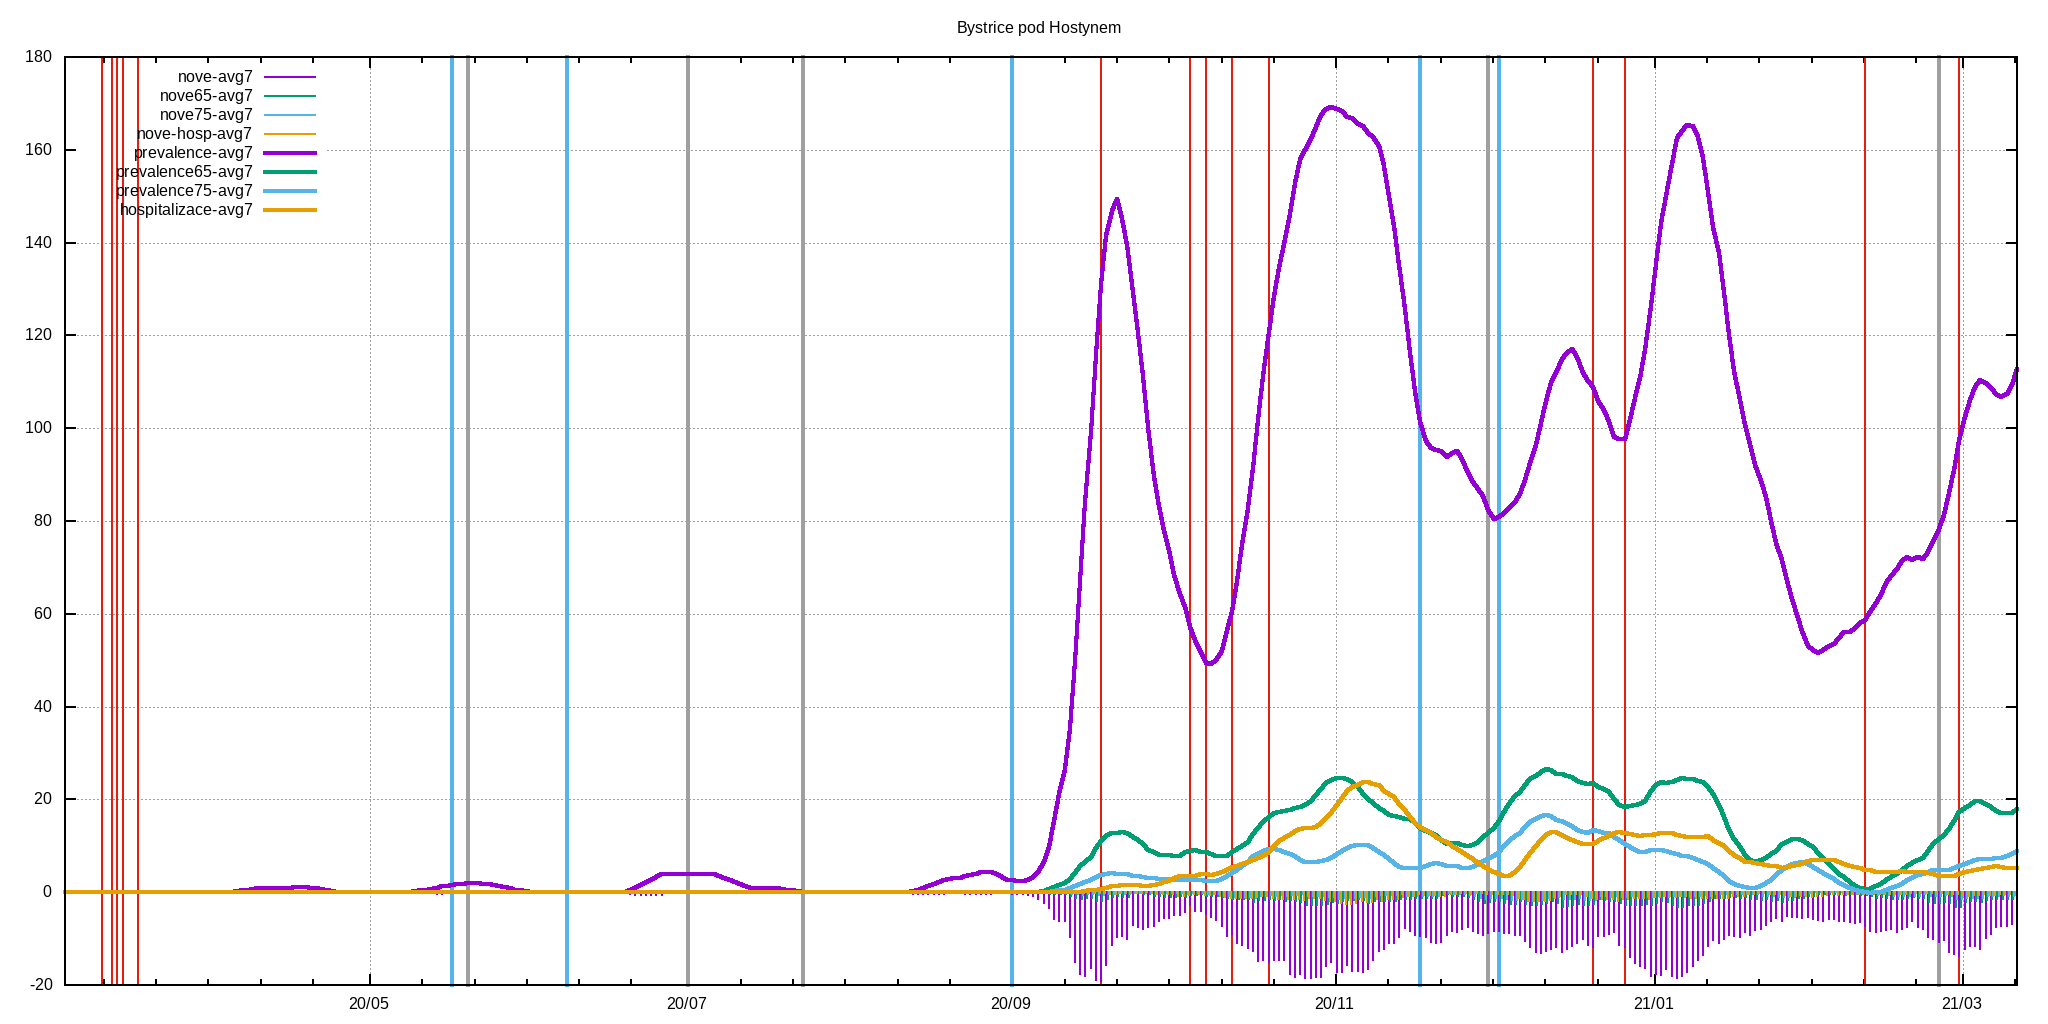 Bystrice pod Hostynem
180
160
140
120
100
80
60
40
20
0
-20
nove-avg7
nove65-avg7
nove75-avg7
nove-hosp-avg7
prevalence-avg7
prevalence65-avg7
prevalence75-avg7
hospitalizace-avg7
20/05 20/07 20/09 20/11 21/01 21/03